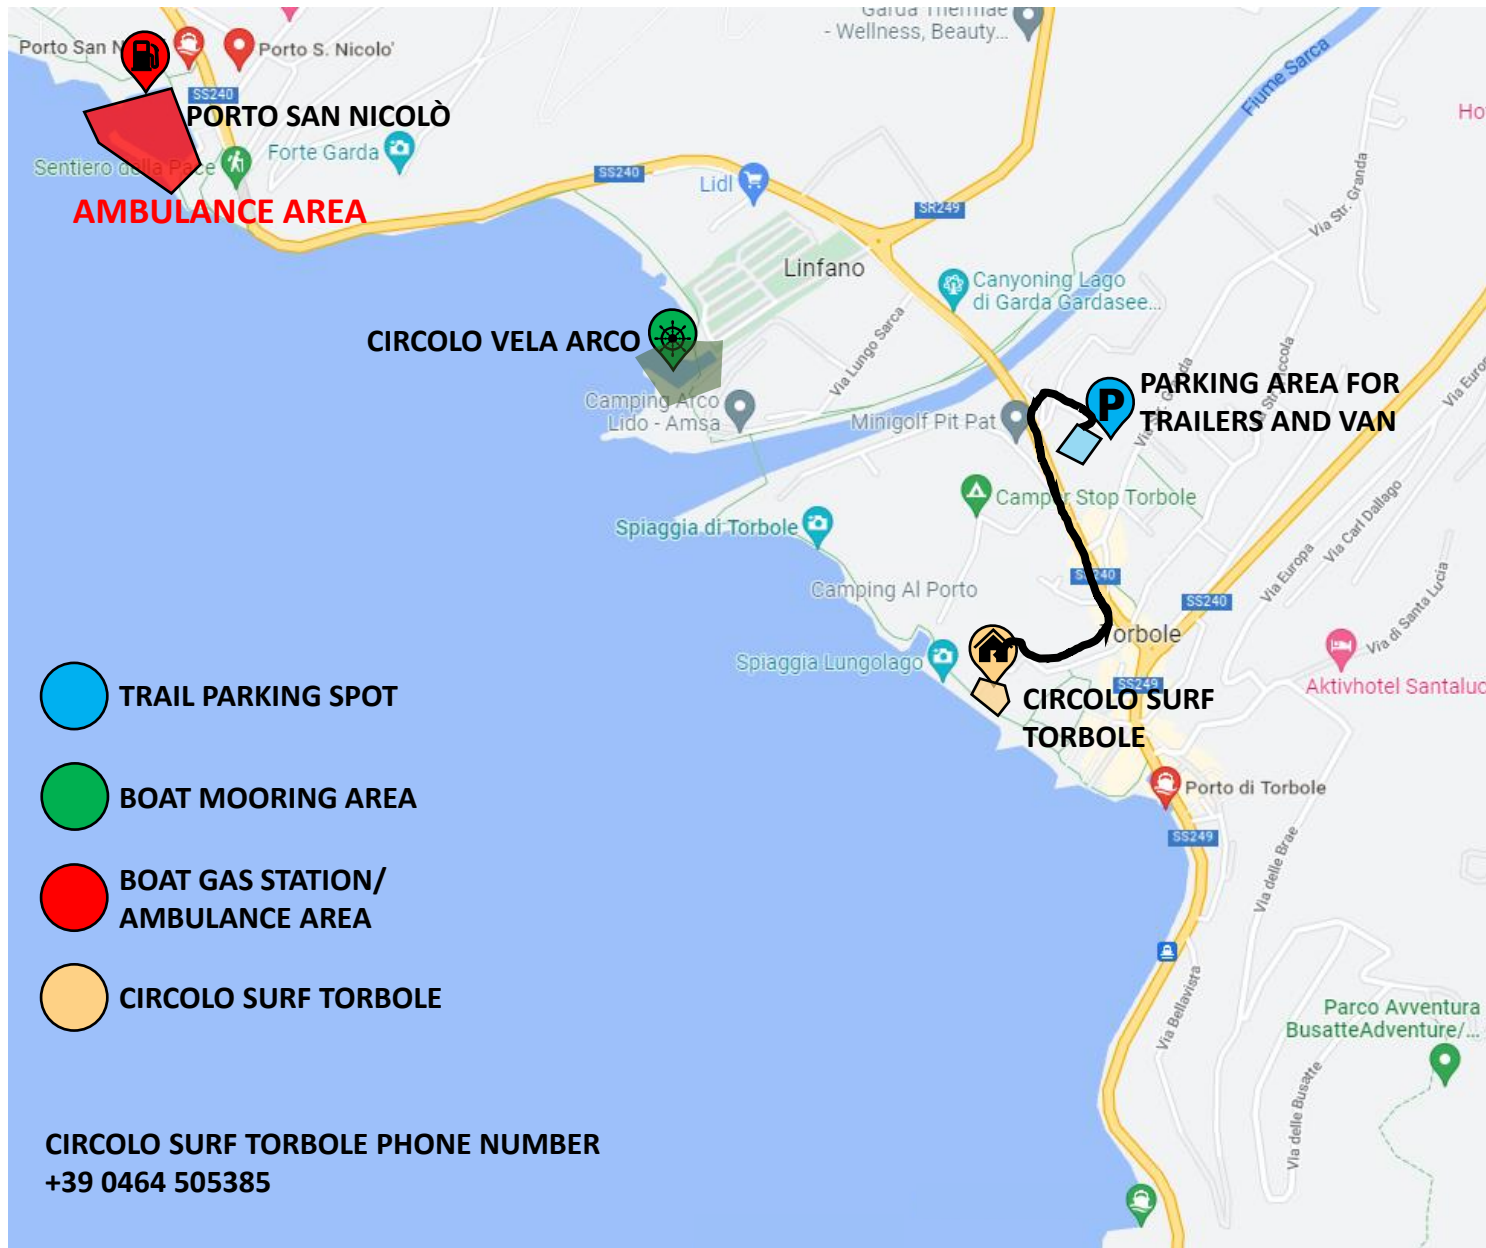 Garda Thermae
- Wellness, Beauty...
Porto San N
Porto S. Nicolo'
SS240
PORTO SAN NICOLÒ
Sentiero della Pace
Forte Garda
AMBULANCE AREA
SS240
Lidl
SR249
Fiume Sarca
Ho
Via Str. Granda
Linfano
Canyoning Lago
di Garda Gardasee...
CIRCOLO VELA ARCO
Via Lungo Sarca
Camping Arco
Lido - Amsa
Minigolf Pit Pat
P
PARKING AREA FOR
TRAILERS AND VAN
Via Str. Granda
Via Europ
Camper Stop Torbole
Spiaggia di Torbole
Via Carl Dallago
Via Europa
Camping Al Porto
SS240
SS240
Via di Santa Lucia
Torbole
Spiaggia Lungolago
SS249
Aktivhotel Santaluc
CIRCOLO SURF
TORBOLE
Porto di Torbole
SS249
Via delle Brae
Via Bellavista
Parco Avventura
BusatteAdventure/...
Via delle Busatte
TRAIL PARKING SPOT
BOAT MOORING AREA
BOAT GAS STATION/
AMBULANCE AREA
CIRCOLO SURF TORBOLE
CIRCOLO SURF TORBOLE PHONE NUMBER
+39 0464 505385